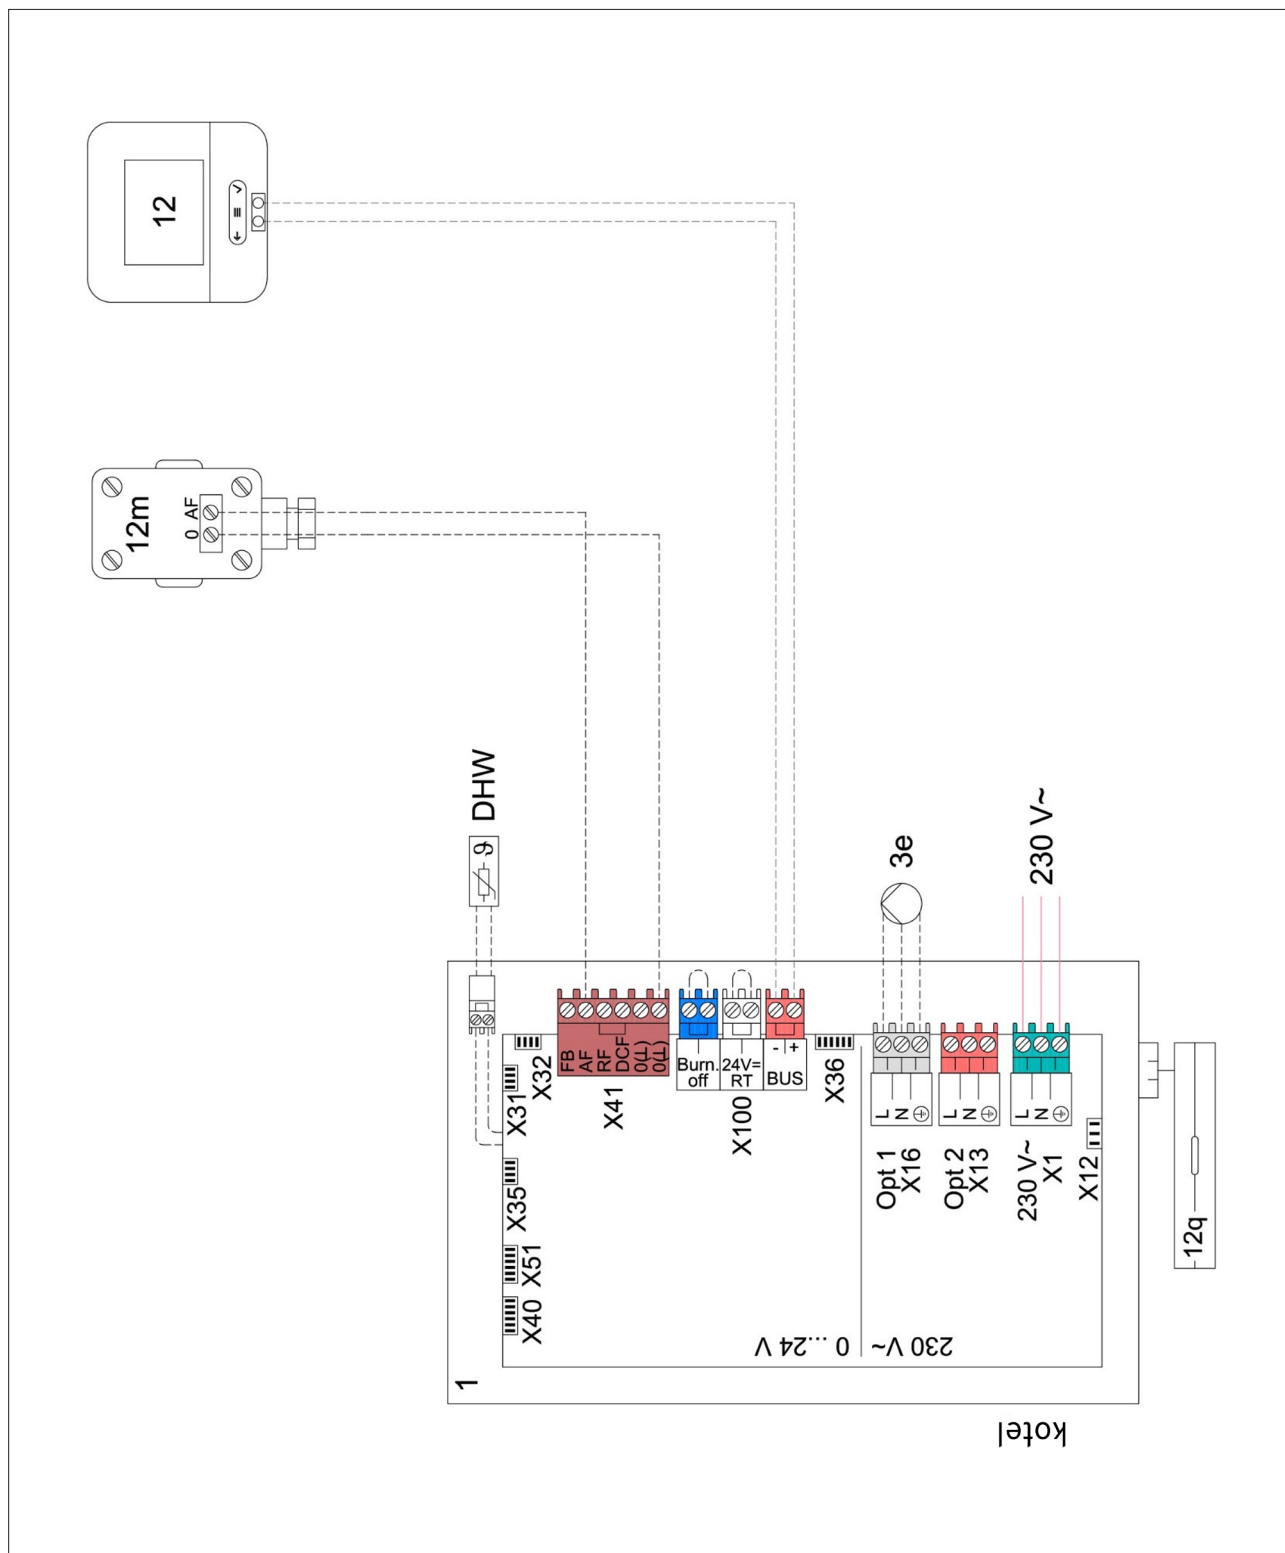 12
12m
0 AF
DHW
ϑ
3e
230 V~
X32
X31
X35
X51
X40
FB
AF
RF
DCF
0(⊥)
0(⊥)
X41
Burn.
off
24V=
RT
X100
- +
BUS
X36
L
N
Opt 1
X16
L
N
Opt 2
X13
L
N
230 V~
X1
X12
12q
0...24 V
230 V~
1
kotel